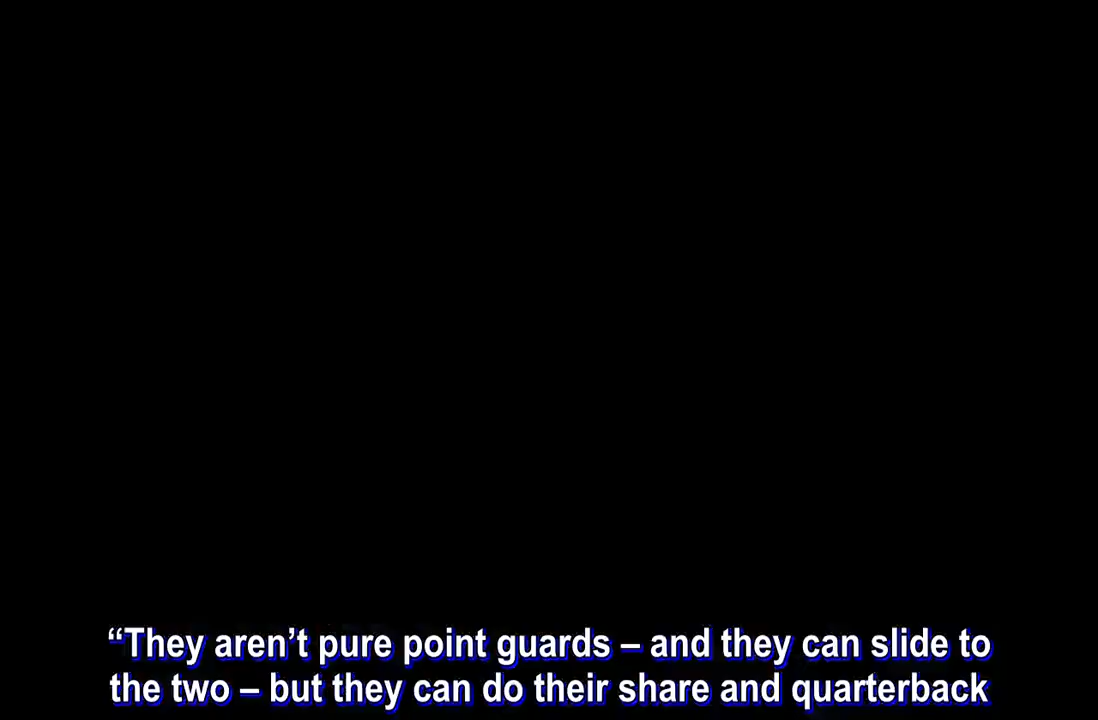 “They aren’t pure point guards – and they can slide to
the two – but they can do their share and quarterback